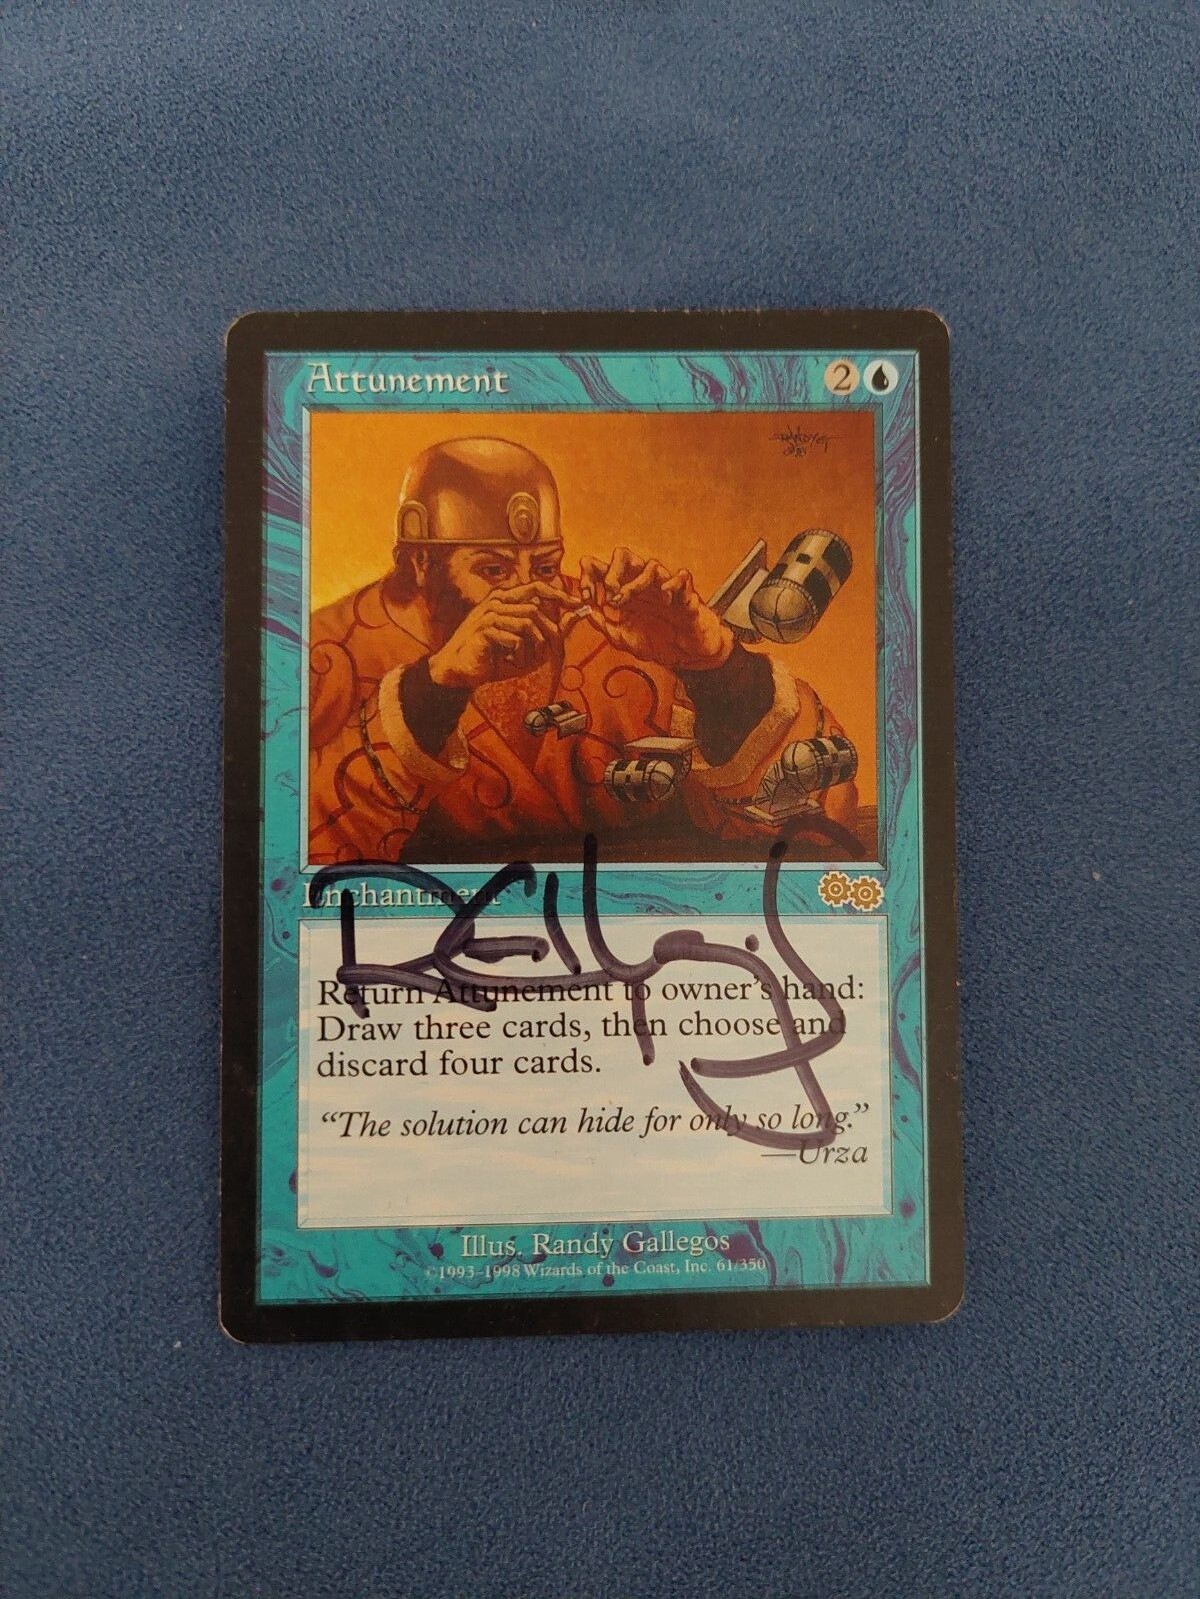 Attunement 2
RANDYG
Enchantment
Return Attunement to owner's hand:
Draw three cards, then choose and
discard four cards.
“The solution can hide for only so long.”
—Urza
Illus. Randy Gallegos
©1993–1998 Wizards of the Coast, Inc. 61/350